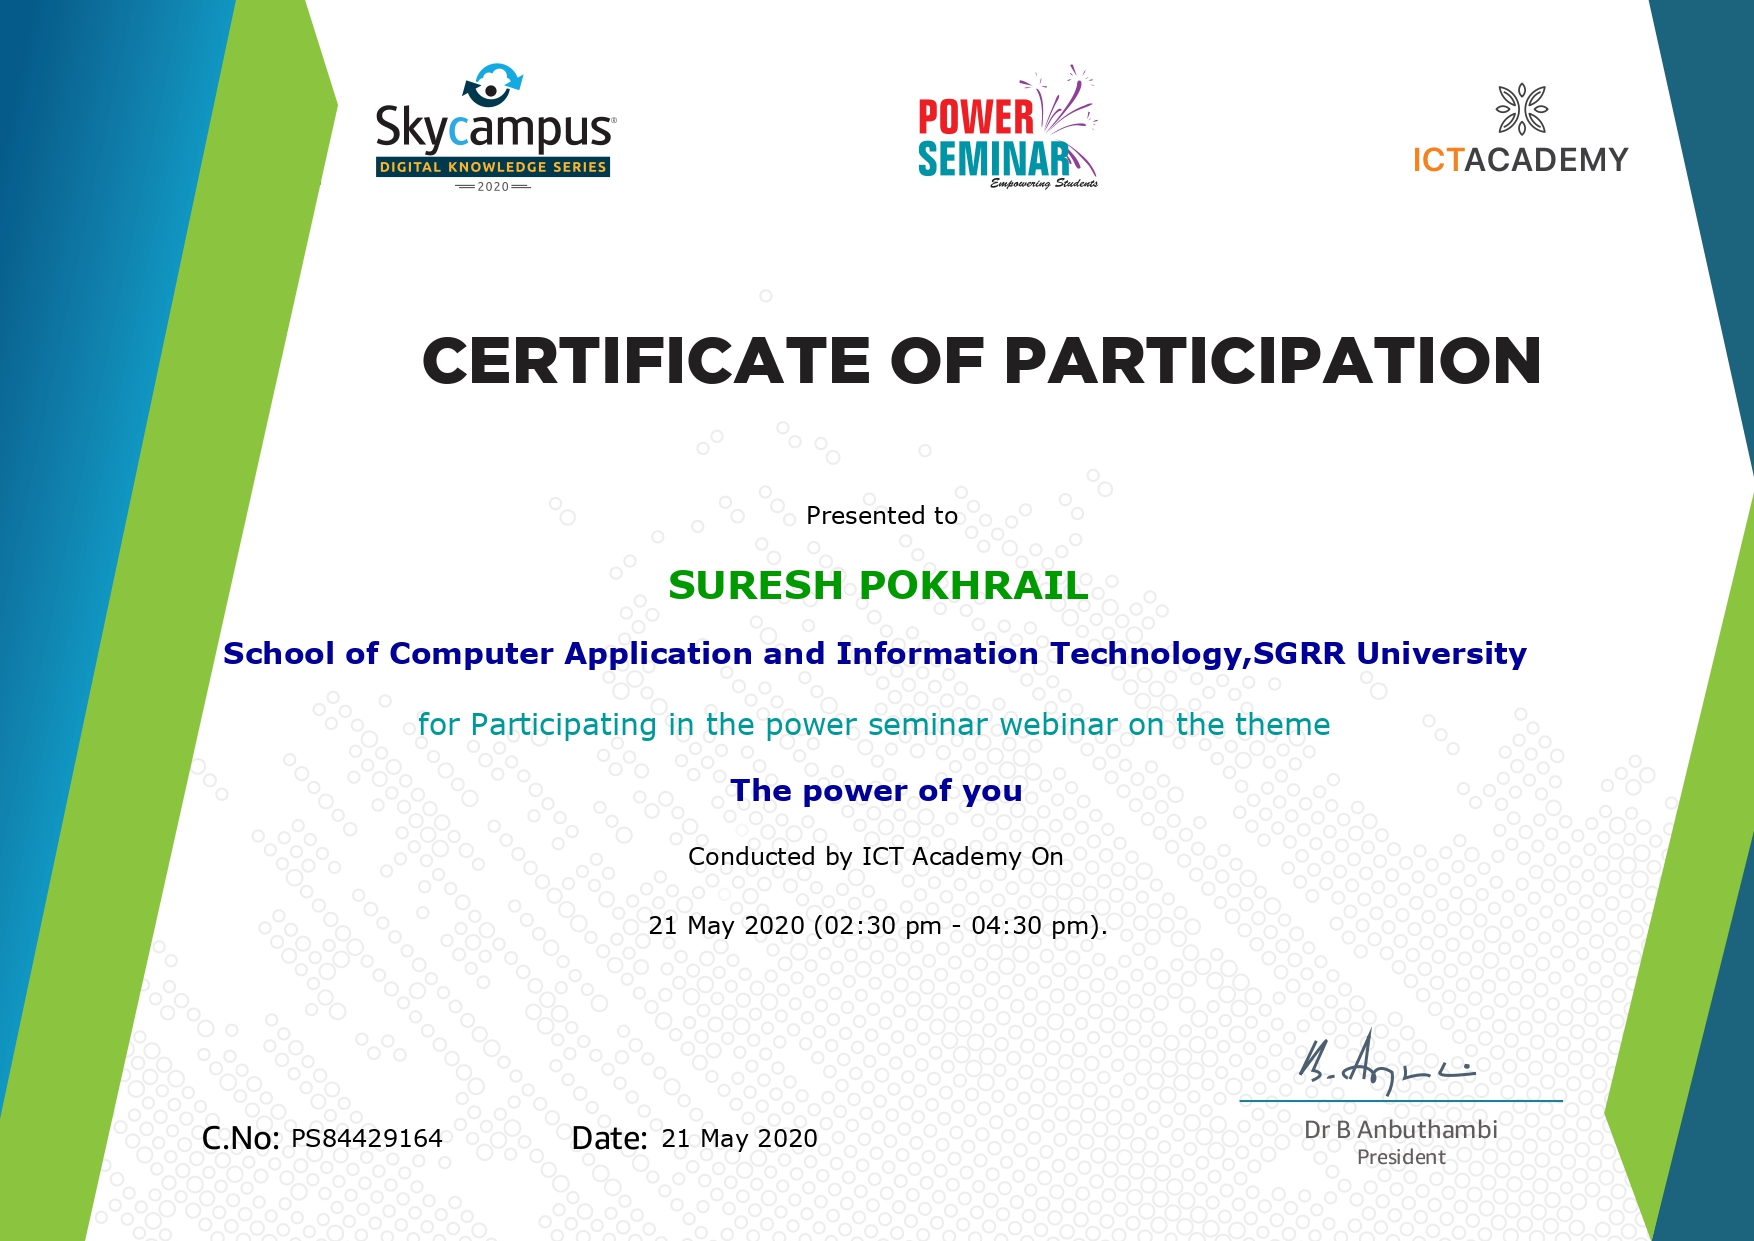 Skycampus®
DIGITAL KNOWLEDGE SERIES
2020
POWER
SEMINAR
Empowering Students
ICTACADEMY
CERTIFICATE OF PARTICIPATION
Presented to
SURESH POKHRAIL
School of Computer Application and Information Technology,SGRR University
for Participating in the power seminar webinar on the theme
The power of you
Conducted by ICT Academy On
21 May 2020 (02:30 pm - 04:30 pm).
C.No: PS84429164 Date: 21 May 2020
Dr B Anbuthambi
President